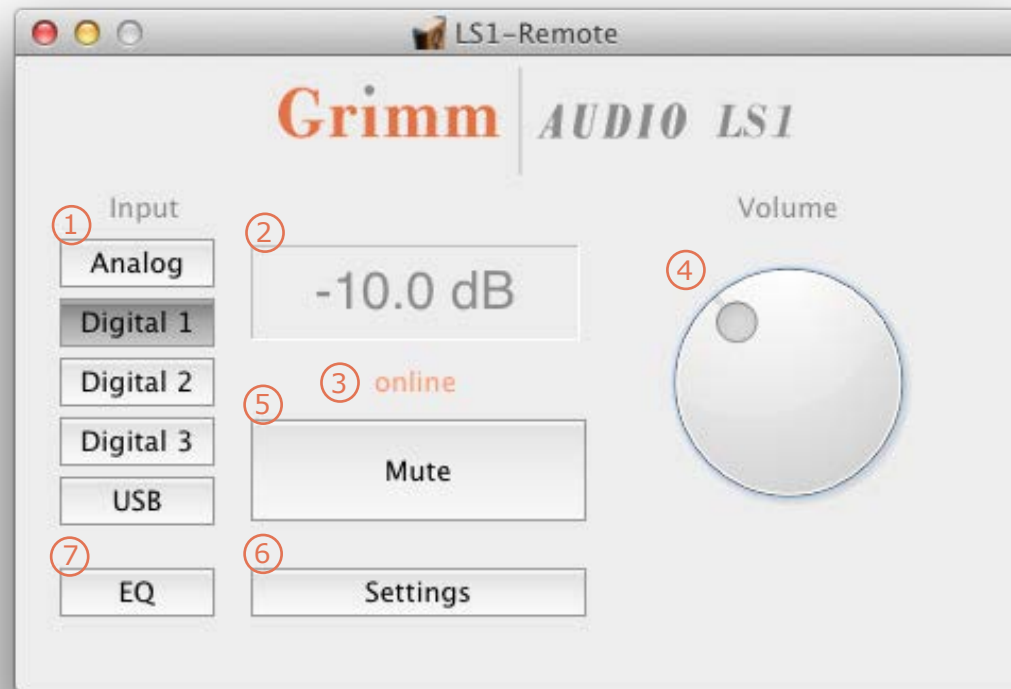 LS1-Remote
Grimm AUDIO LS1
Input
Volume
1
Analog
2
-10.0 dB
4
Digital 1
Digital 2
3 online
5
Digital 3
Mute
USB
7
EQ
6
Settings